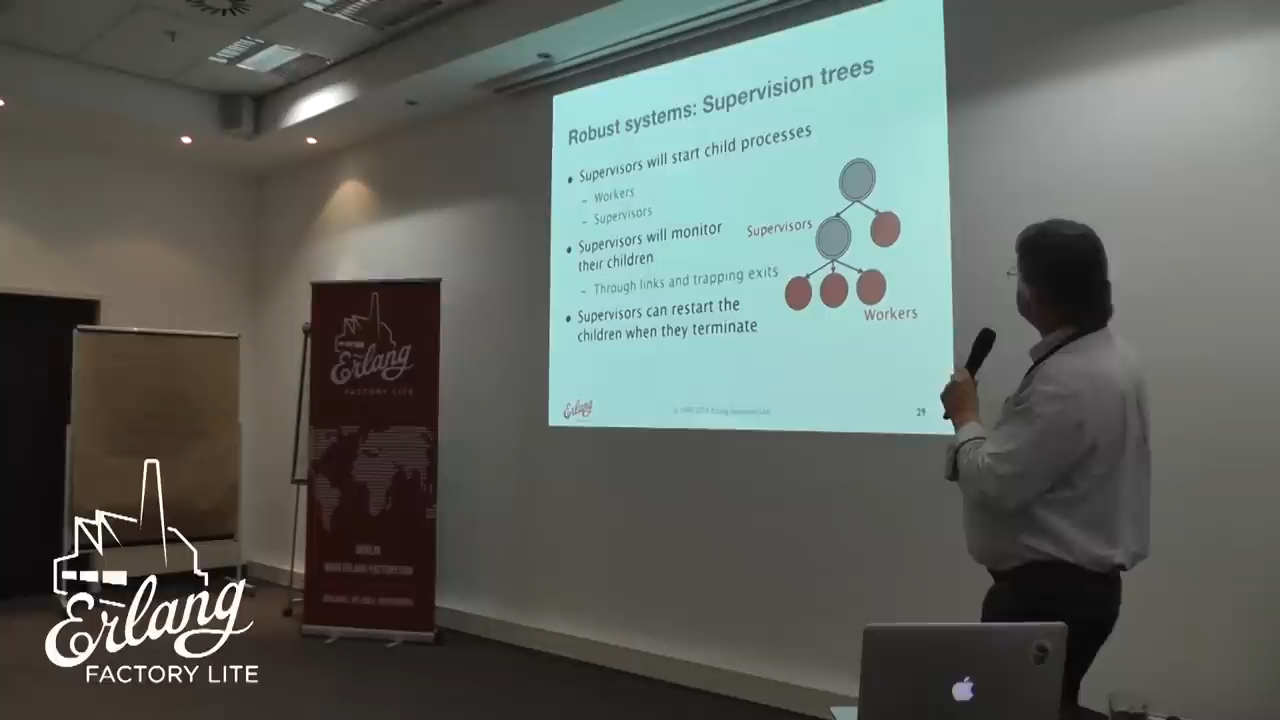 Robust systems: Supervision trees
• Supervisors will start child processes
– Workers
– Supervisors
• Supervisors will monitor
their children
– Through links and trapping exits
• Supervisors can restart the
children when they terminate
Supervisors
Workers
Erlang
29
Erlang
FACTORY LITE
Erlang
FACTORY LITE